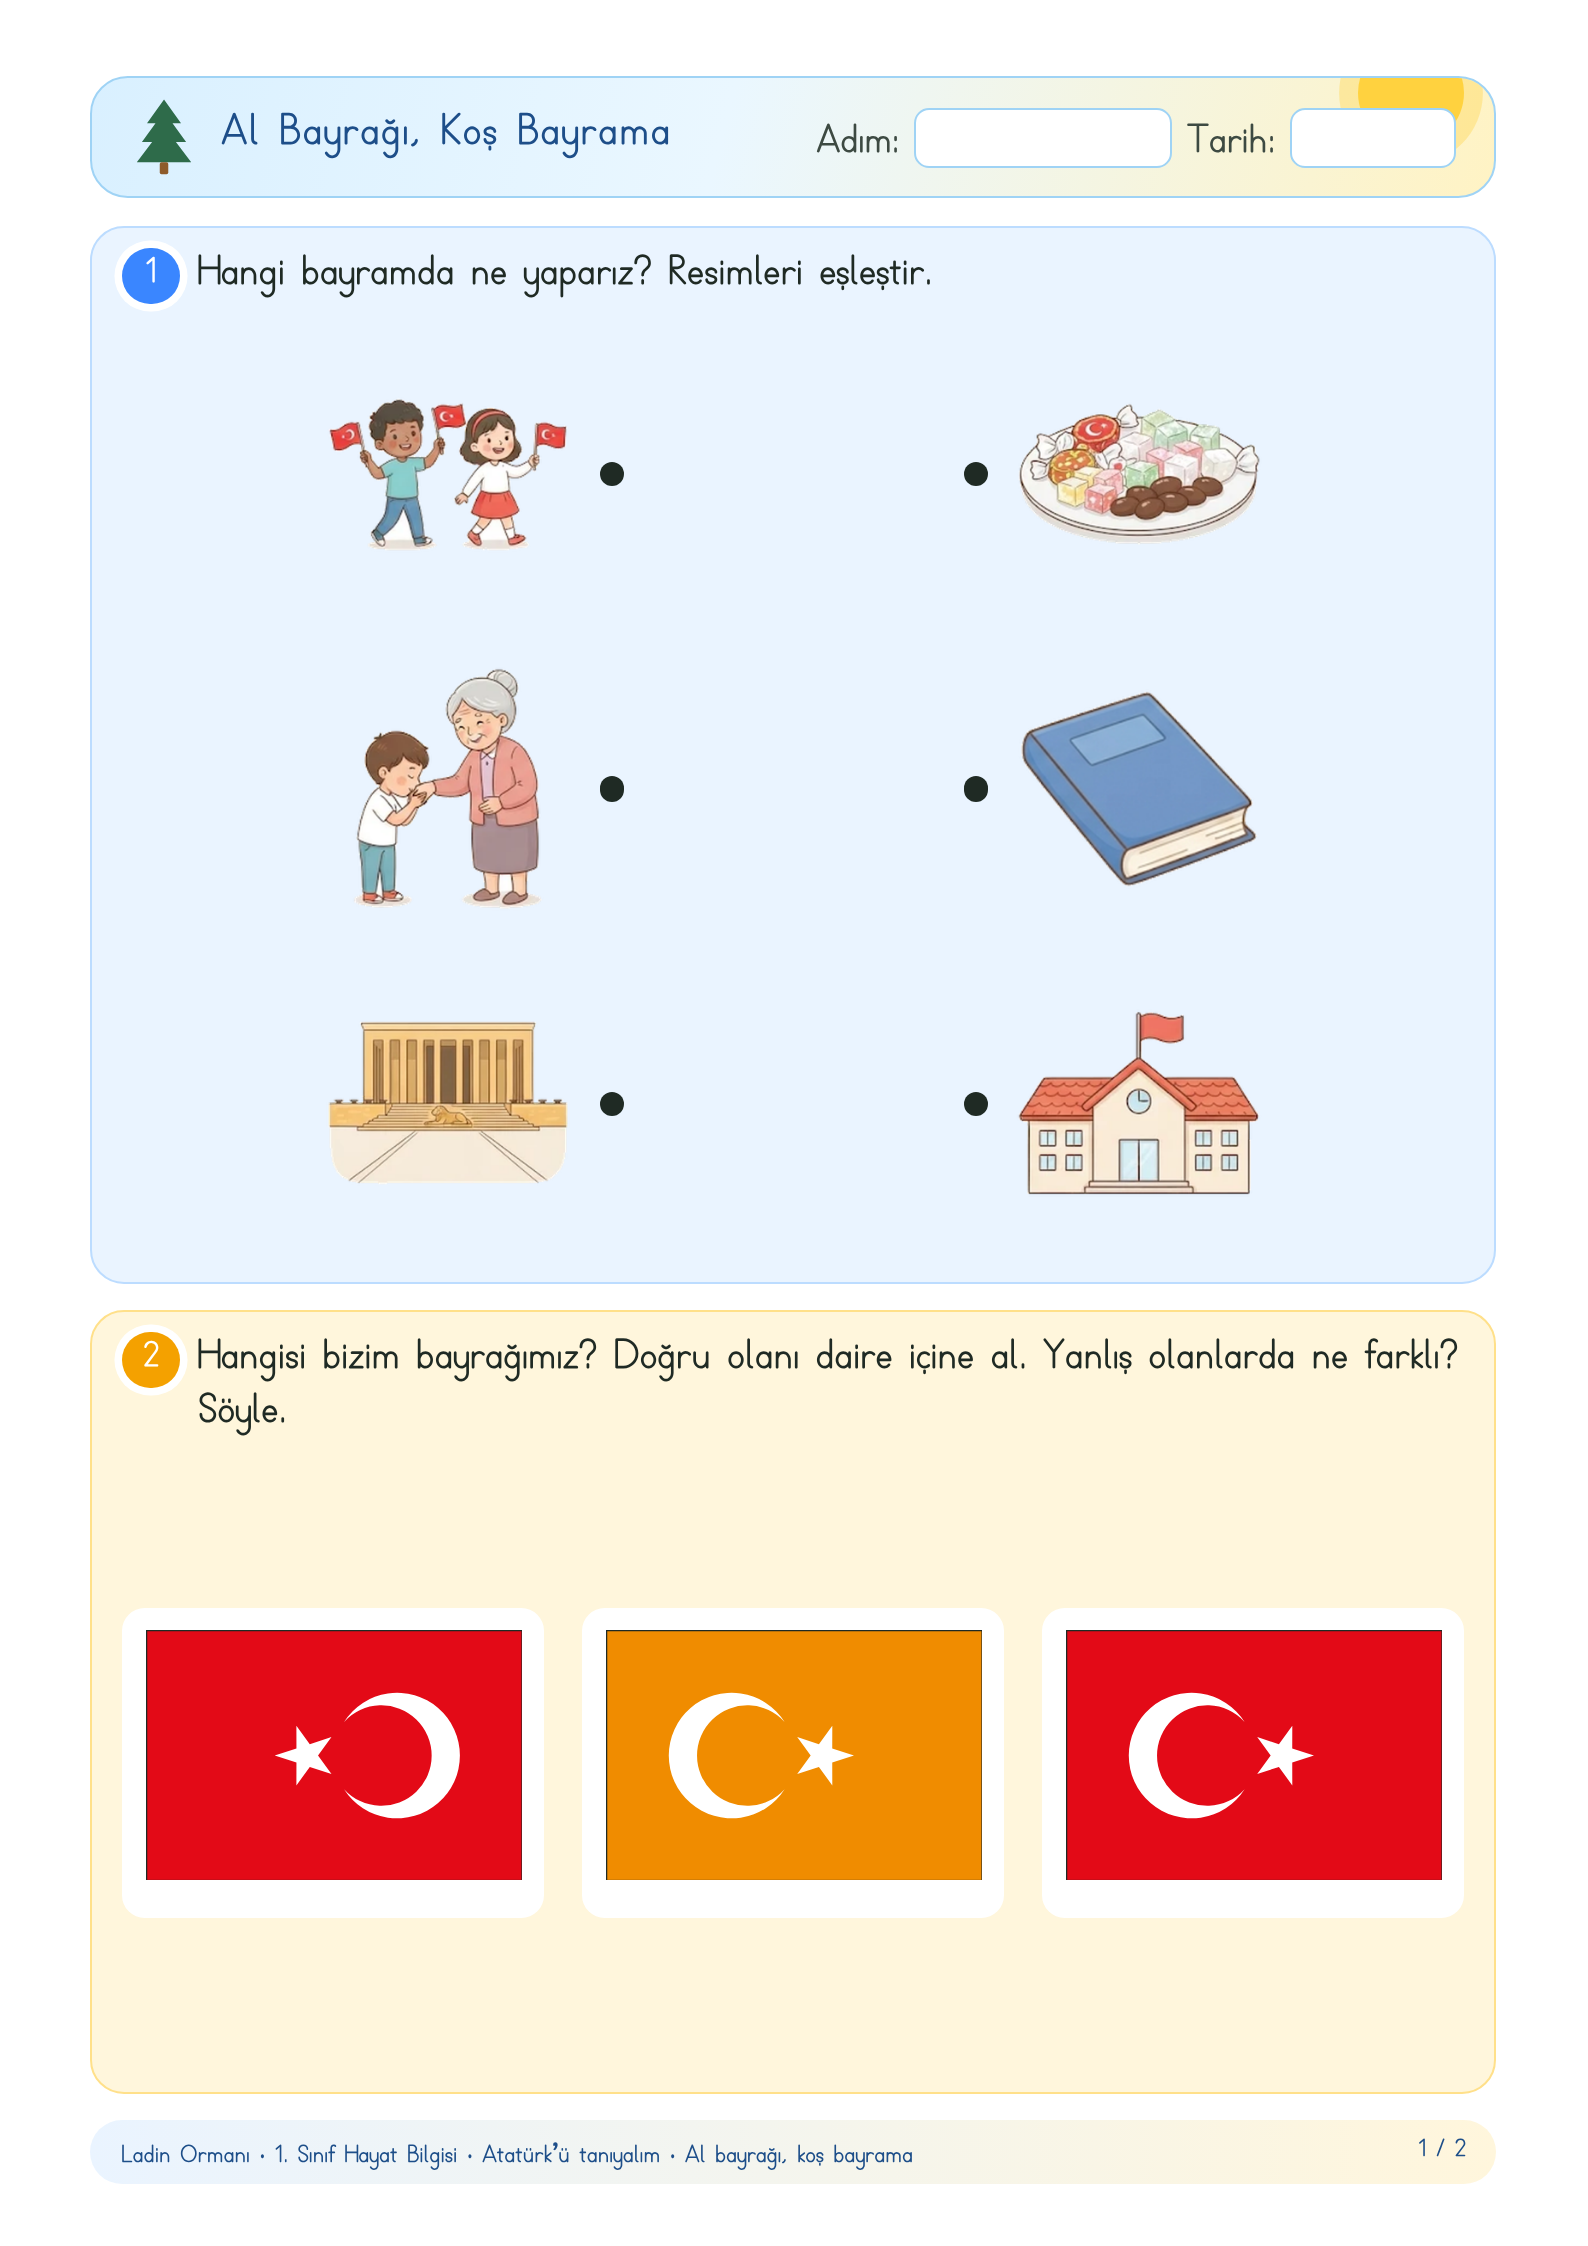 Al Bayrağı, Koş Bayrama
Adım:
Tarih:
1
Hangi bayramda ne yaparız? Resimleri eşleştir.
2
Hangisi bizim bayrağımız? Doğru olanı daire içine al. Yanlış olanlarda ne farklı?
Söyle.
Ladin Ormanı • 1. Sınıf Hayat Bilgisi • Atatürk’ü tanıyalım • Al bayrağı, koş bayrama
1 / 2